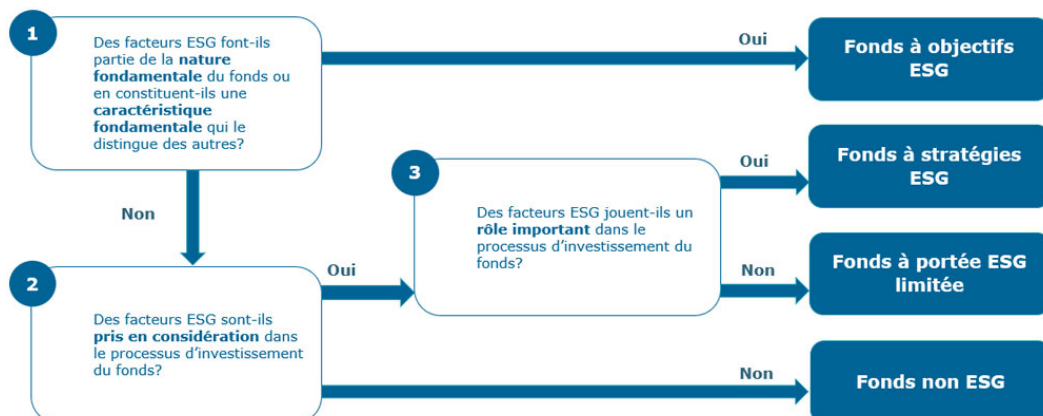 1
Des facteurs ESG font-ils
partie de la nature
fondamentale du fonds ou
en constituent-ils une
caractéristique
fondamentale qui le
distingue des autres?
Oui
Fonds à objectifs
ESG
Non
2
Des facteurs ESG sont-ils
pris en considération dans
le processus d'investissement
du fonds?
Oui
3
Des facteurs ESG jouent-ils un
rôle important dans le
processus d'investissement du
fonds?
Oui
Fonds à stratégies
ESG
Non
Fonds à portée ESG
limitée
Non
Fonds non ESG